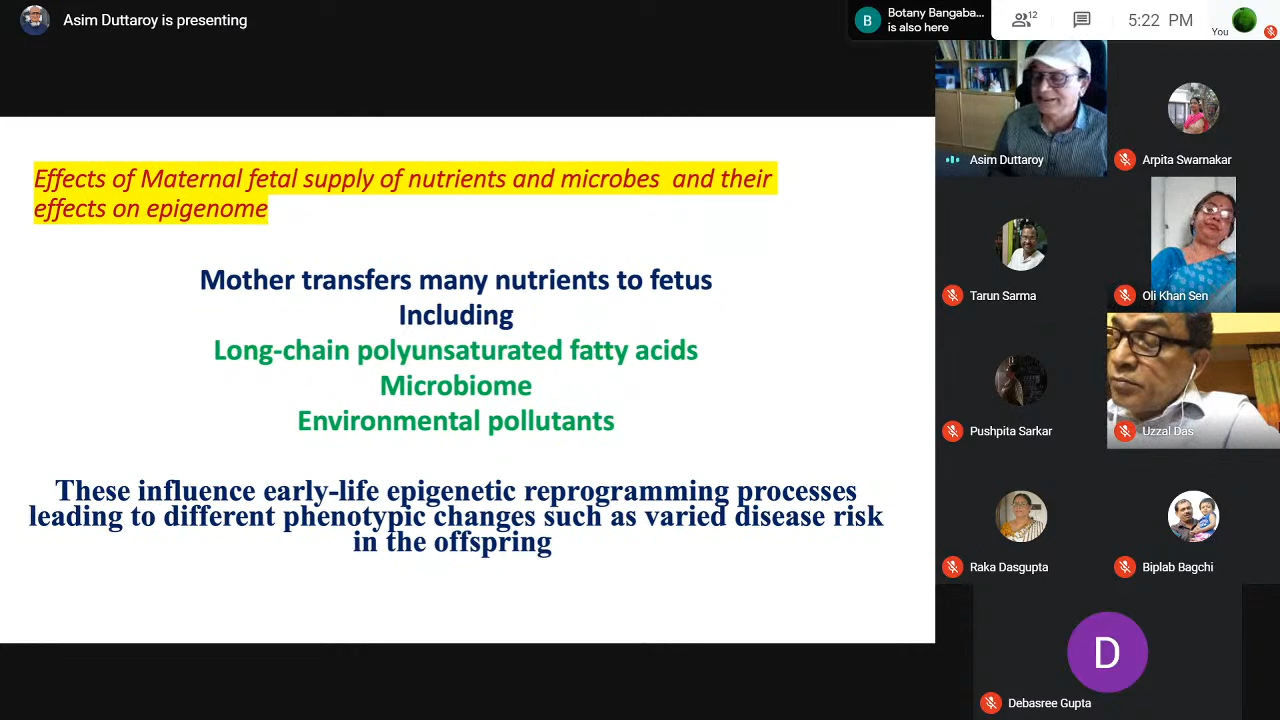 Asim Duttaroy is presenting
B
Botany Bangaba...
is also here
12
5:22 PM
You
Effects of Maternal fetal supply of nutrients and microbes and their
effects on epigenome
Mother transfers many nutrients to fetus
Including
Long-chain polyunsaturated fatty acids
Microbiome
Environmental pollutants
These influence early-life epigenetic reprogramming processes
leading to different phenotypic changes such as varied disease risk
in the offspring
Asim Duttaroy
Arpita Swarnakar
Tarun Sarma
Oli Khan Sen
Pushpita Sarkar
Uzzal Das
Raka Dasgupta
Biplab Bagchi
D
Debasree Gupta